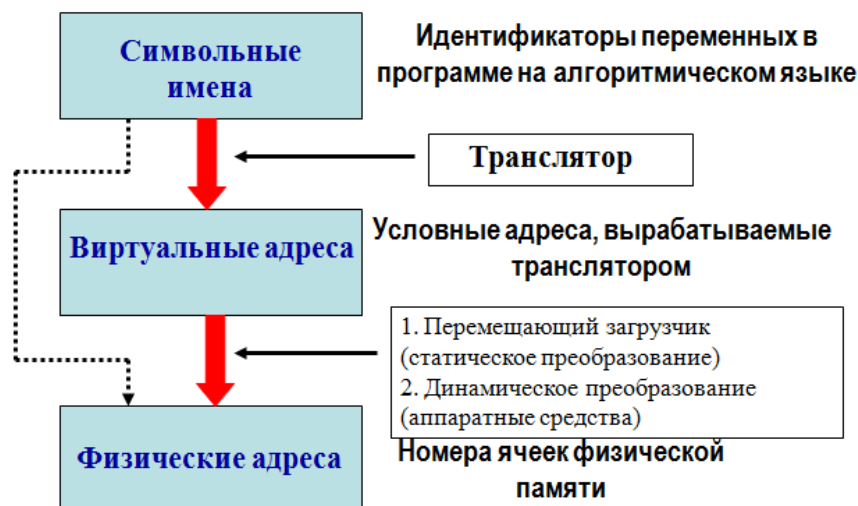 Символьные
имена
Идентификаторы переменных в
программе на алгоритмическом языке
Транслятор
Виртуальные адреса
Условные адреса, вырабатываемые
транслятором
1. Перемещающий загрузчик
(статическое преобразование)
2. Динамическое преобразование
(аппаратные средства)
Физические адреса
Номера ячеек физической
памяти